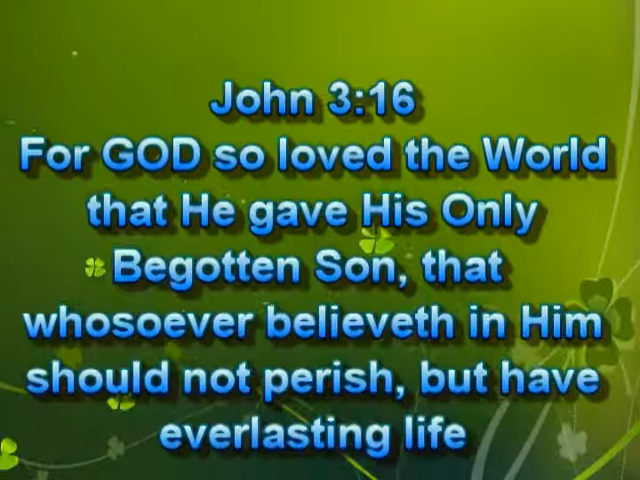 John 3:16
For GOD so loved the World
that He gave His Only
Begotten Son, that
whosoever believeth in Him
should not perish, but have
everlasting life